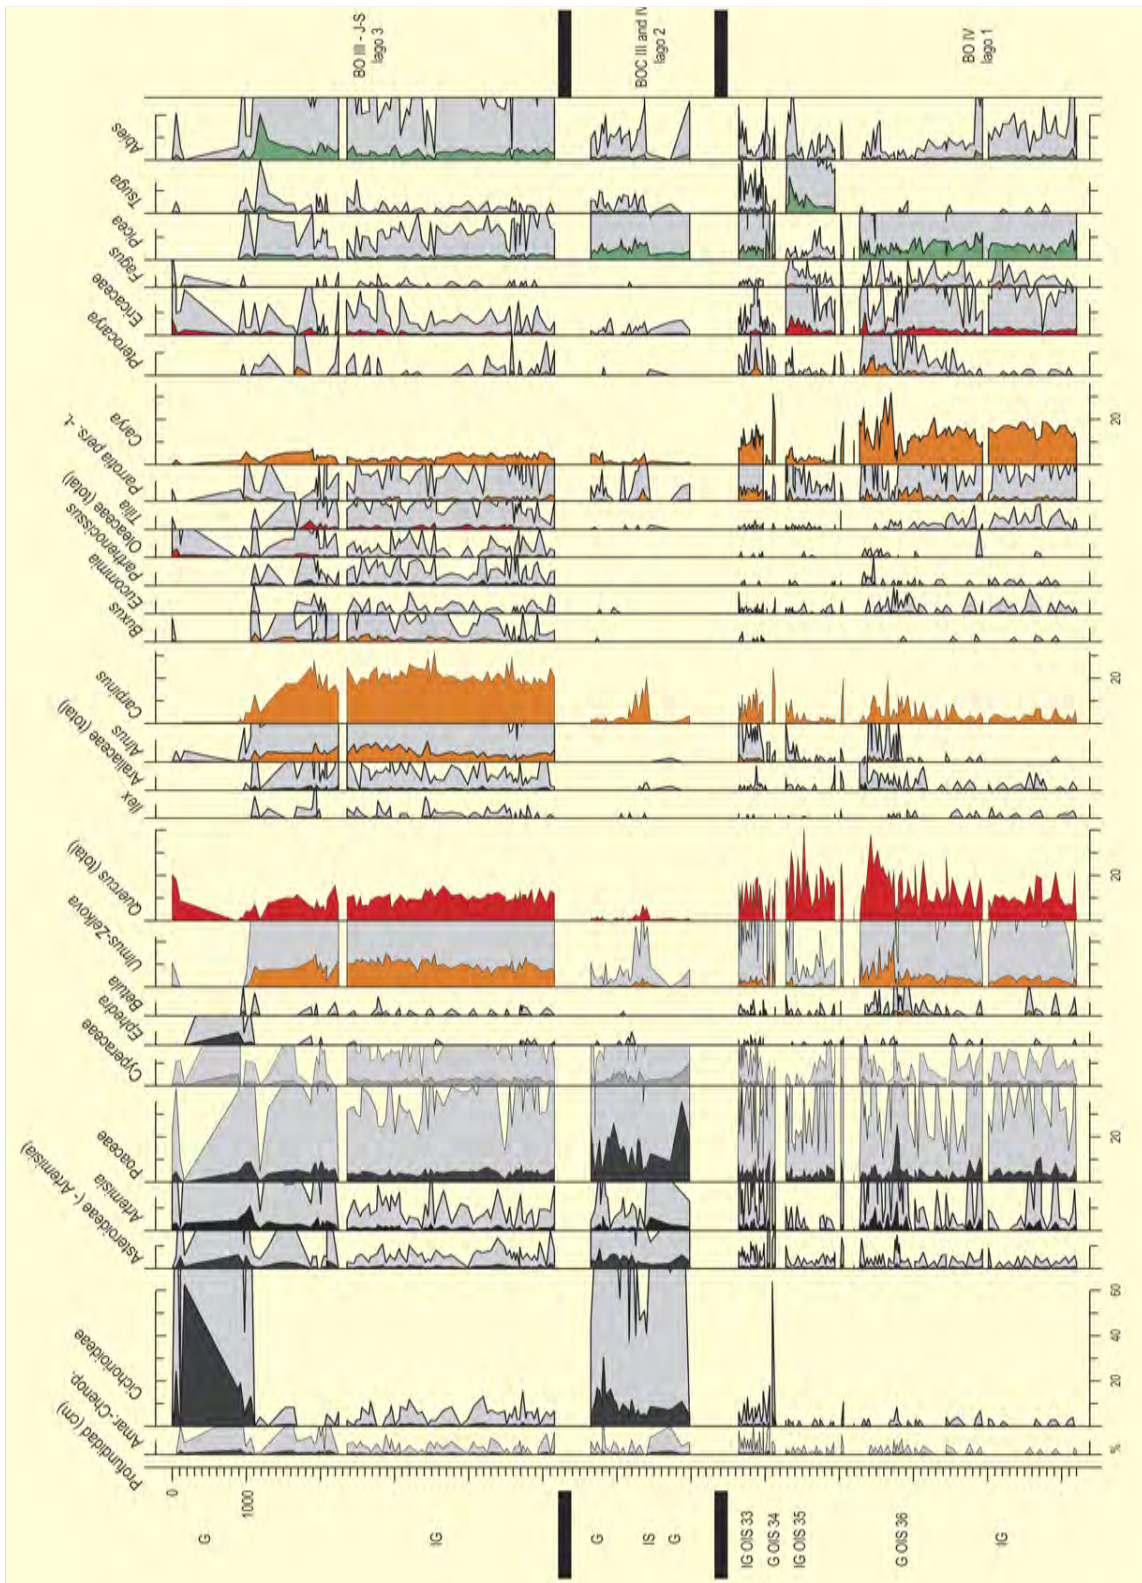 BO III - J-S
lago 3
BOC III and IV
lago 2
BO IV
lago 1
Abies
Tsuga
Picea
Fagus
Ericaceae
Pterocarya
Carya
Parrotia pers.-t.
Tilia
Oleaceae (total)
Parthenocissus
Eucommia
Buxus
Carpinus
Alnus
Araliaceae (total)
Ilex
Quercus (total)
Ulmus-Zelkova
Betula
Ephedra
Cyperaceae
Poaceae
Artemisia
Asteroideae (- Artemisia)
Cichorioideae
Amar-Chenop.
Profundidad (cm)
20
20
20
20
60
40
20
%
0
1000
G
IG
G
IS
G
IG OIS 33
G OIS 34
IG OIS 35
G OIS 36
IG